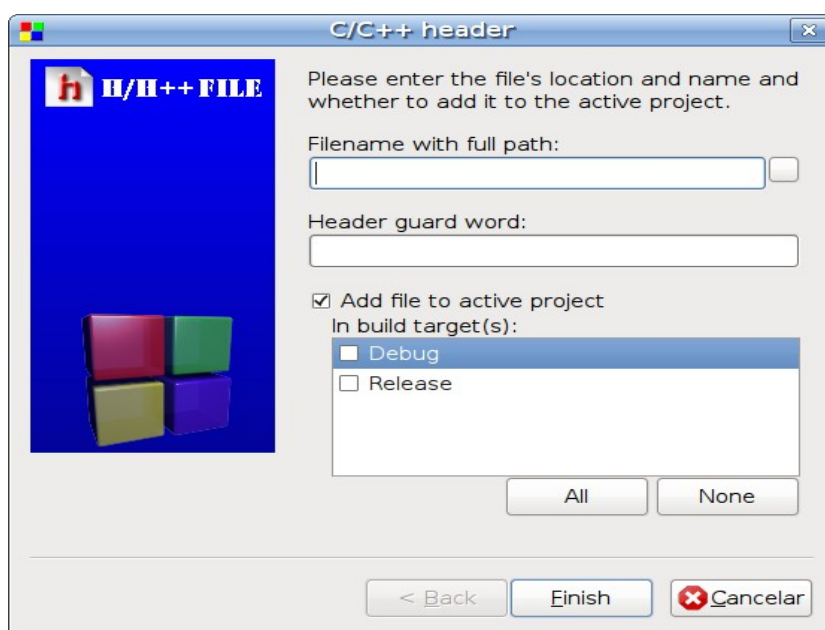 C/C++ header
h H/H++ FILE
Please enter the file's location and name and
whether to add it to the active project.
Filename with full path:
Header guard word:
Add file to active project
In build target(s):
Debug
Release
All
None
< Back
Finish
Cancelar